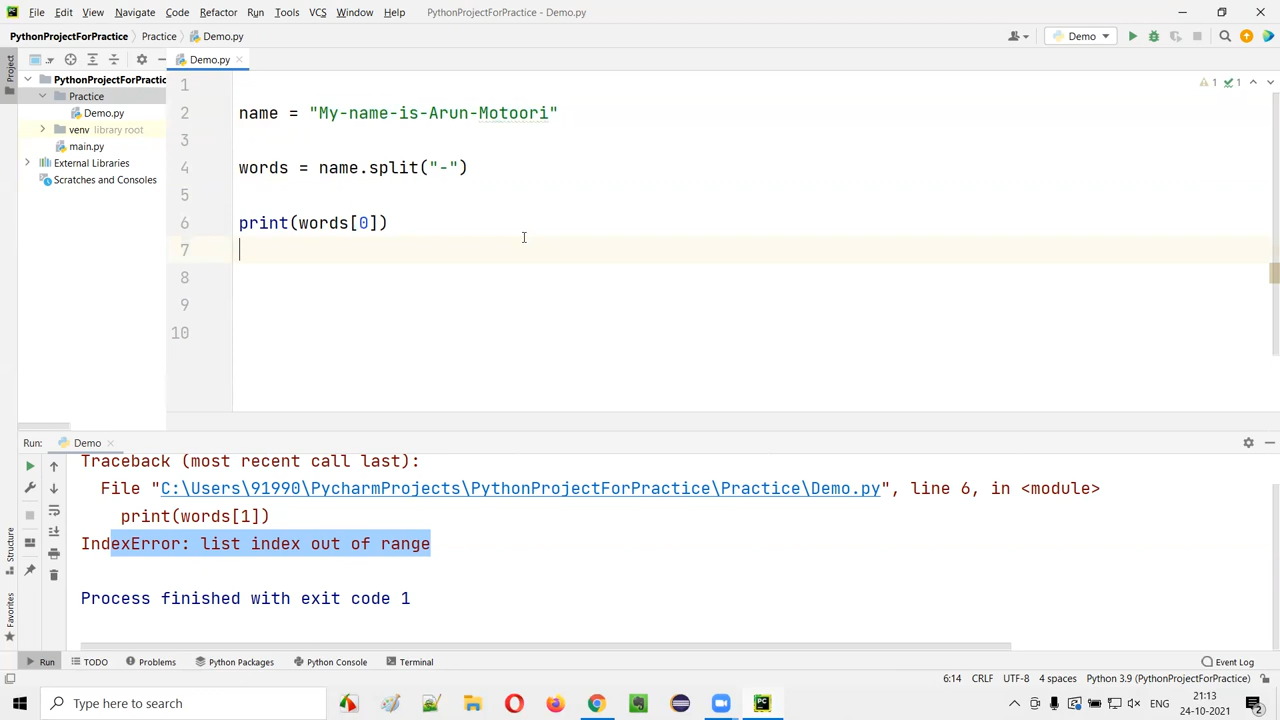 File Edit View Navigate Code Refactor Run Tools VCS Window Help PythonProjectForPractice - Demo.py
PythonProjectForPractice Practice Demo.py Demo
Project
Demo.py
PythonProjectForPractic
Practice
Demo.py
venv library root
main.py
External Libraries
Scratches and Consoles
1
2 name = "My-name-is-Arun-Motoori"
3
4 words = name.split("-")
5
6 print(words[0])
7
8
9
10
1 1
Run: Demo
Traceback (most recent call last):
File "C:\Users\91990\PycharmProjects\PythonProjectForPractice\Practice\Demo.py", line 6, in <module>
print(words[1])
IndexError: list index out of range
Process finished with exit code 1
Structure
Favorites
Run TODO Problems Python Packages Python Console Terminal Event Log
6:14 CRLF UTF-8 4 spaces Python 3.9 (PythonProjectForPractice)
Type here to search
ENG
21:13
24-10-2021
2